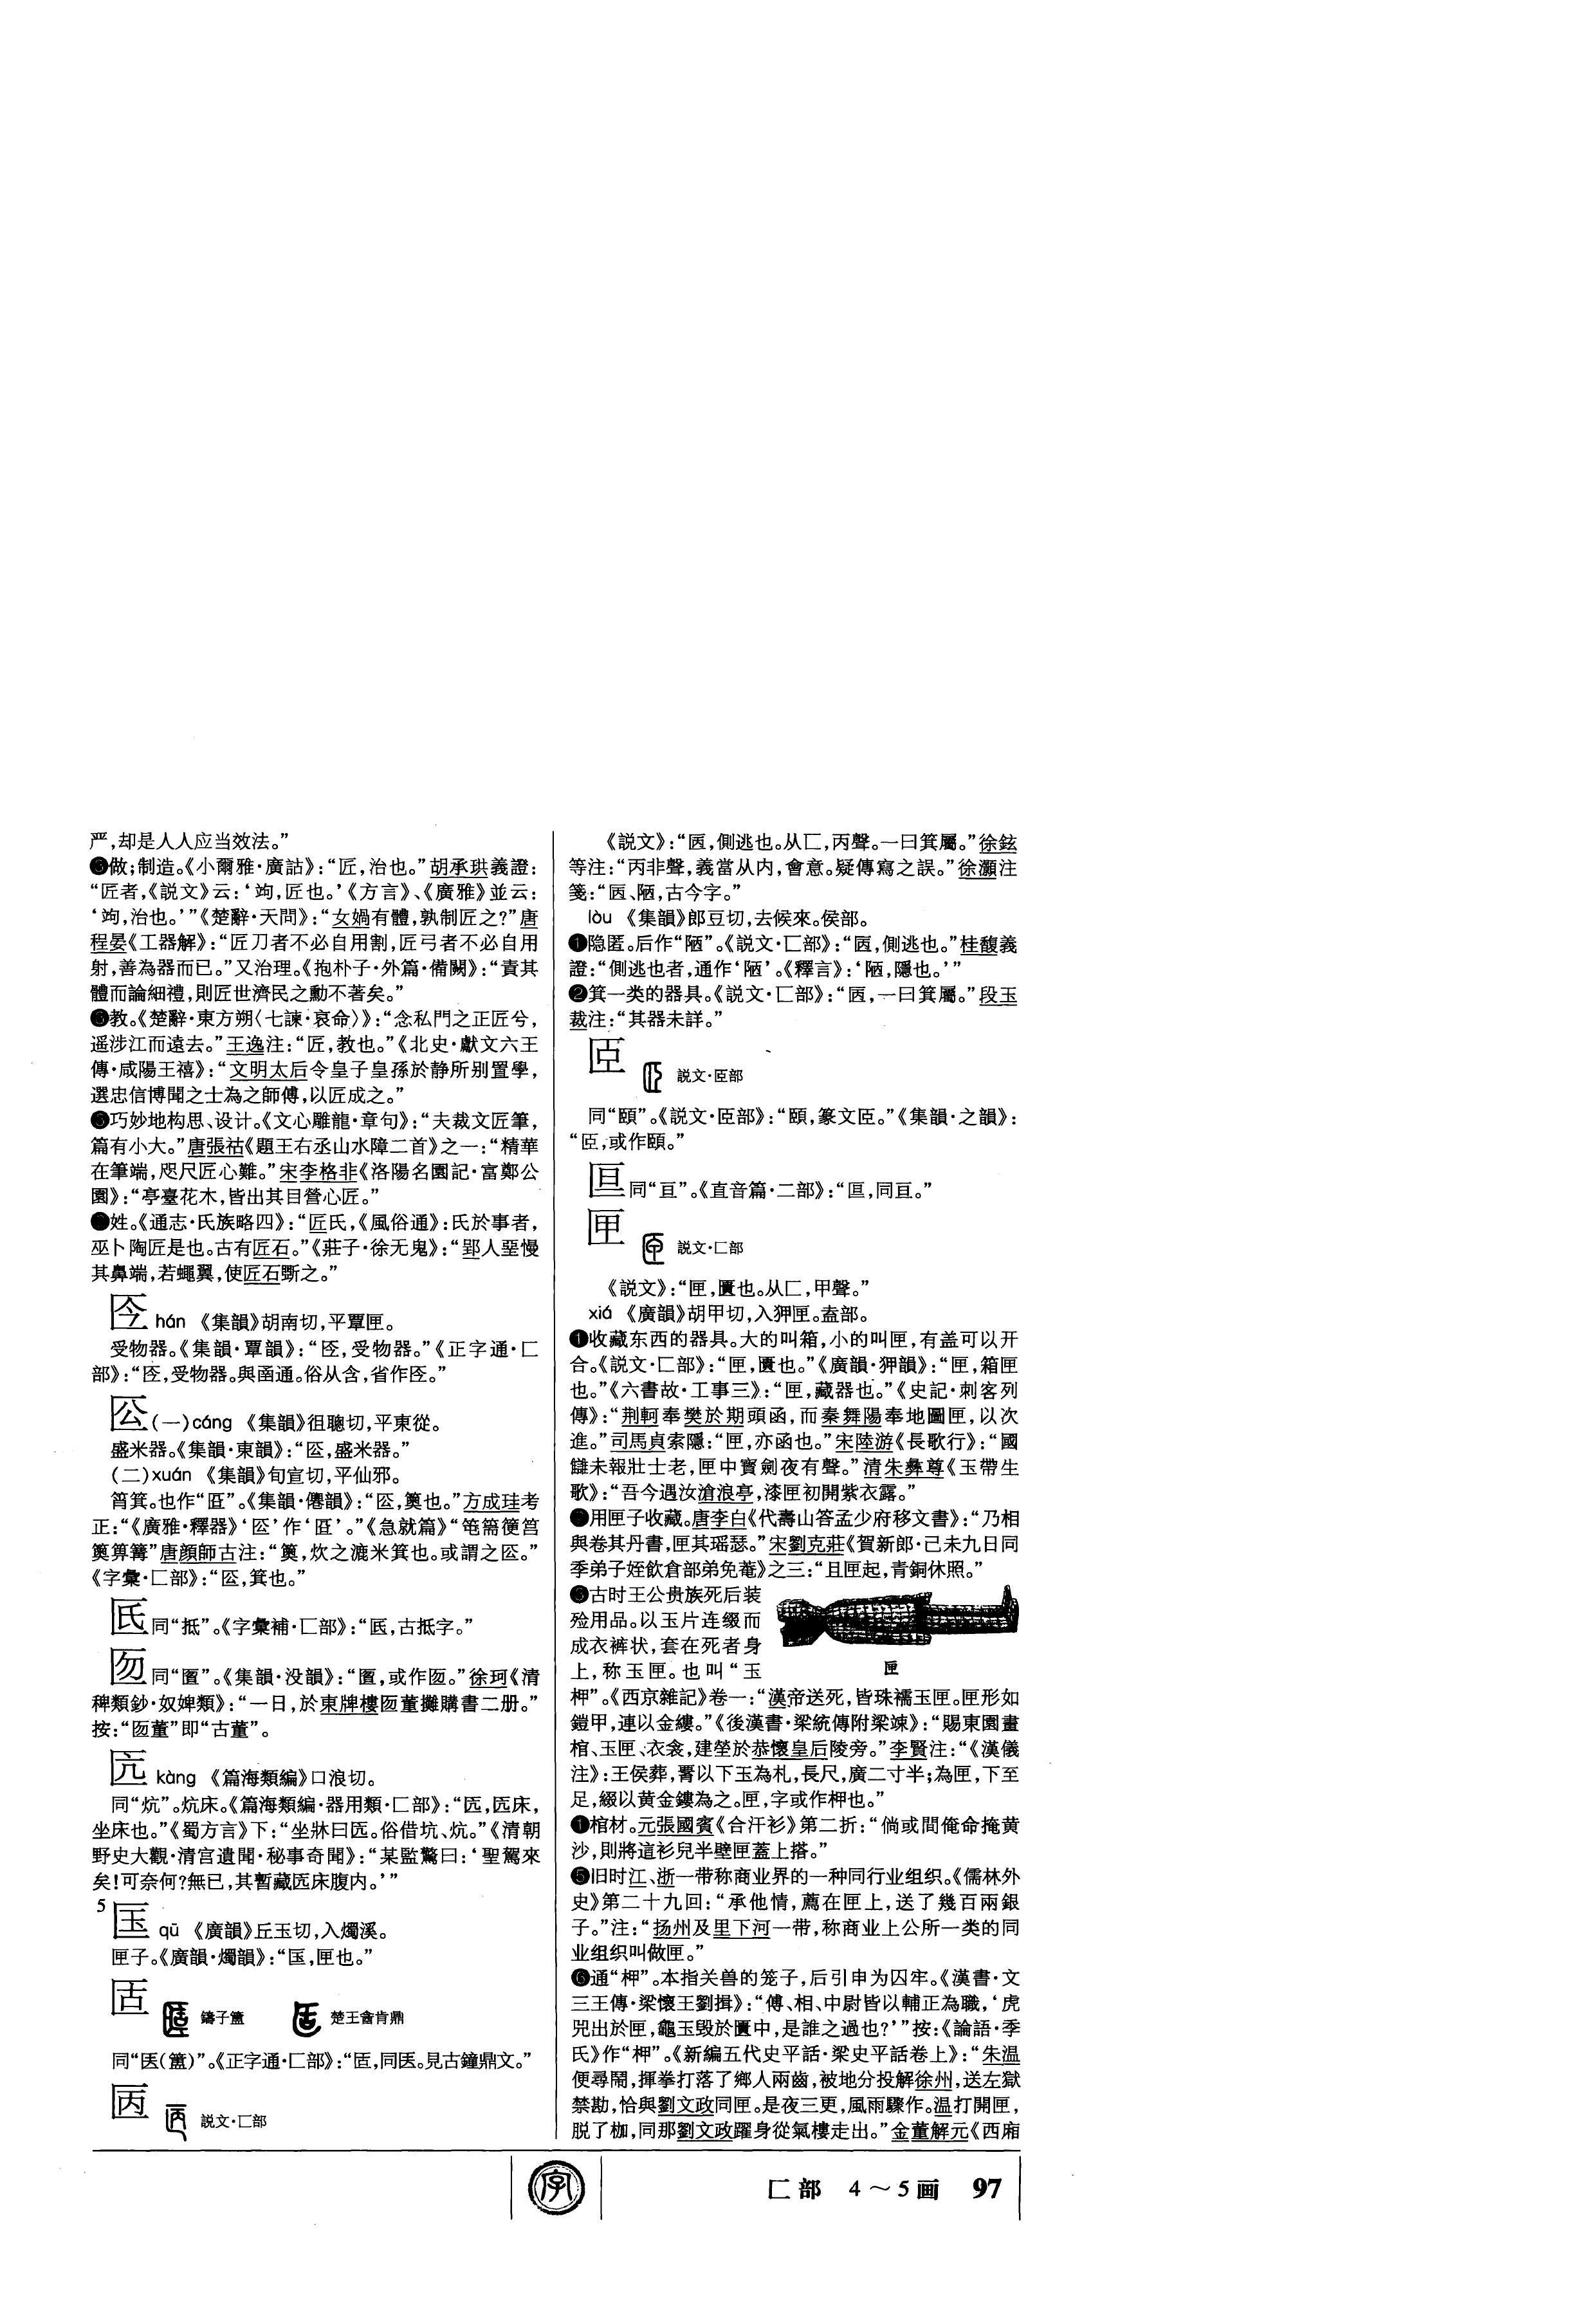 严,却是人人应当效法。”
做;制造。《小爾雅·廣詁》:“匠,治也。”胡承珙義證:
“匠者,《説文》云:‘竘,匠也。’《方言》、《廣雅》並云:
‘竘,治也。’”《楚辭·天問》:“女媧有體,孰制匠之?”唐
程晏《工器解》:“匠刀者不必自用割,匠弓者不必自用
射,善為器而已。”又治理。《抱朴子·外篇·備闕》:“責其
體而論細禮,則匠世濟民之勳不著矣。”
教。《楚辭·東方朔〈七諫·哀命〉》:“念私門之正匠兮,
遥涉江而遠去。”王逸注:“匠,教也。”《北史·獻文六王
傳·咸陽王禧》:“文明太后令皇子皇孫於静所别置學,
選忠信博聞之士為之師傅,以匠成之。”
巧妙地构思、设计。《文心雕龍·章句》:“夫裁文匠筆,
篇有小大。”唐張祜《題王右丞山水障二首》之一:“精華
在筆端,咫尺匠心難。”宋李格非《洛陽名園記·富鄭公
園》:“亭臺花木,皆出其目營心匠。”
姓。《通志·氏族略四》:“匠氏,《風俗通》:氏於事者,
巫卜陶匠是也。古有匠石。”《莊子·徐无鬼》:“郢人堊慢
其鼻端,若蠅翼,使匠石斲之。”
𠥂 hán 《集韻》胡南切,平覃匣。
受物器。《集韻·覃韻》:“,受物器。”《正字通·匚
部》:“,受物器。與函通。俗从含,省作。”
(一)cáng 《集韻》徂聰切,平東從。
盛米器。《集韻·東韻》:“,盛米器。”
(二)xuán 《集韻》旬宣切,平仙邪。
筲箕。也作“”。《集韻·僊韻》:“,䉛也。”方成珪考
正:“《廣雅·釋器》‘’作‘’。”《急就篇》“篅箯筥
箅篝”唐顔師古注:“,炊之漉米箕也。或謂之。”
《字彙·匚部》:“,箕也。”
同“抵”。《字彙補·匚部》:“,古抵字。”
匢同“匫”。《集韻·没韻》:“匫,或作匢。”徐珂《清
稗類鈔·奴婢類》:“一日,於東牌樓匢董攤購書二册。”
按:“匢董”即“古董”。
匟 kàng 《篇海類編》口浪切。
同“炕”。炕床。《篇海類編·器用類·匚部》:“匟,匟床,
坐床也。”《蜀方言》下:“坐牀曰匟。俗借坑、炕。”《清朝
野史大觀·清宫遺聞·秘事奇聞》:“某監驚曰:‘聖駕來
矣!可奈何?無已,其暫藏匟床腹内。’”
5
 qū 《廣韻》丘玉切,入燭溪。
匣子。《廣韻·燭韻》:“,匣也。”
鑄子簠 楚王酓肯鼎
同“医(簠)”。《正字通·匚部》:“,同医。見古鐘鼎文。”
㔷
説文·匚部
《説文》:“㔷,側逃也。从匚,丙聲。一曰箕屬。”徐鉉
等注:“丙非聲,義當从内,會意。疑傳寫之誤。”徐灝注
箋:“㔷、陋,古今字。”
lòu 《集韻》郎豆切,去候來。侯部。
❶隐匿。后作“陋”。《説文·匚部》:“㔷,側逃也。”桂馥義
證:“側逃也者,通作‘陋’。《釋言》:‘陋,隱也。’”
❷箕一类的器具。《説文·匚部》:“㔷,一曰箕屬。”段玉
裁注:“其器未詳。”
𦣞
説文·𦣞部
同“頤”。《説文·𦣞部》:“頤,篆文𦣞。”《集韻·之韻》:
“𦣞,或作頤。”
同“亘”。《直音篇·二部》:“,同亘。”
匣
説文·匚部
《説文》:“匣,匱也。从匚,甲聲。”
xiá 《廣韻》胡甲切,入狎匣。盍部。
❶收藏东西的器具。大的叫箱,小的叫匣,有盖可以开
合。《説文·匚部》:“匣,匱也。”《廣韻·狎韻》:“匣,箱匣
也。”《六書故·工事三》:“匣,藏器也。”《史記·刺客列
傳》:“荆軻奉樊於期頭函,而秦舞陽奉地圖匣,以次
進。”司馬貞索隱:“匣,亦函也。”宋陸游《長歌行》:“國
讎未報壯士老,匣中寳劍夜有聲。”清朱彝尊《玉帶生
歌》:“吾今遇汝滄浪亭,漆匣初開紫衣露。”
❷用匣子收藏。唐李白《代壽山答孟少府移文書》:“乃相
與卷其丹書,匣其瑶瑟。”宋劉克莊《賀新郎·己未九日同
季弟子姪飲倉部弟免菴》之三:“且匣起,青銅休照。”
❸古时王公贵族死后装
殓用品。以玉片连缀而
成衣裤状,套在死者身
上,称玉匣。也叫“玉
匣
柙”。《西京雜記》卷一:“漢帝送死,皆珠襦玉匣。匣形如
鎧甲,連以金縷。”《後漢書·梁統傳附梁竦》:“賜東園畫
棺、玉匣、衣衾,建塋於恭懷皇后陵旁。”李賢注:“《漢儀
注》:王侯葬,腎以下玉為札,長尺,廣二寸半;為匣,下至
足,綴以黄金鏤為之。匣,字或作柙也。”
棺材。元張國賓《合汗衫》第二折:“倘或間俺命掩黄
沙,則將這衫兒半壁匣蓋上搭。”
❺旧时江、浙一带称商业界的一种同行业组织。《儒林外
史》第二十九回:“承他情,薦在匣上,送了幾百兩銀
子。”注:“扬州及里下河一带,称商业上公所一类的同
业组织叫做匣。”
❻通“柙”。本指关兽的笼子,后引申为囚牢。《漢書·文
三王傳·梁懷王劉揖》:“傅、相、中尉皆以輔正為職,‘虎
兕出於匣,龜玉毁於匱中,是誰之過也?’”按:《論語·季
氏》作“柙”。《新編五代史平話·梁史平話卷上》:“朱温
便尋鬧,揮拳打落了鄉人兩齒,被地分投解徐州,送左獄
禁勘,恰與劉文政同匣。是夜三更,風雨驟作。温打開匣,
脱了枷,同那劉文政躍身從氣樓走出。”金董解元《西廂
字
匚部 4～5画 97